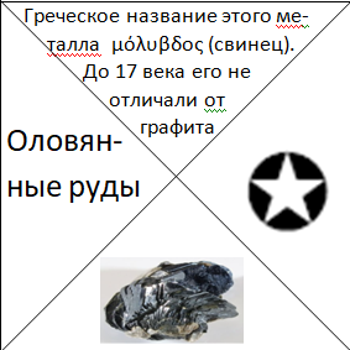 Греческое название этого ме-
талла μόλυβδος (свинец).
До 17 века его не
отличали от
графита
Оловян-
ные руды